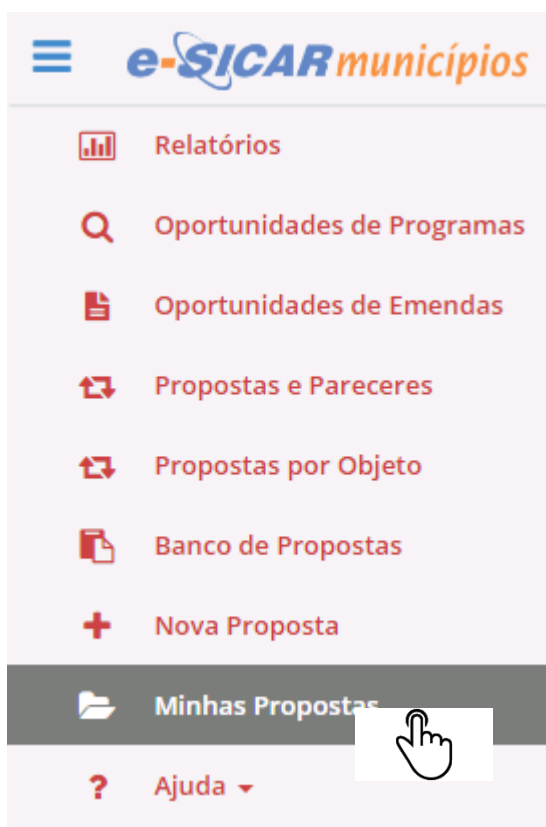 e-SICAR municípios
Relatórios
Oportunidades de Programas
Oportunidades de Emendas
Propostas e Pareceres
Propostas por Objeto
Banco de Propostas
Nova Proposta
Minhas Propostas
Ajuda